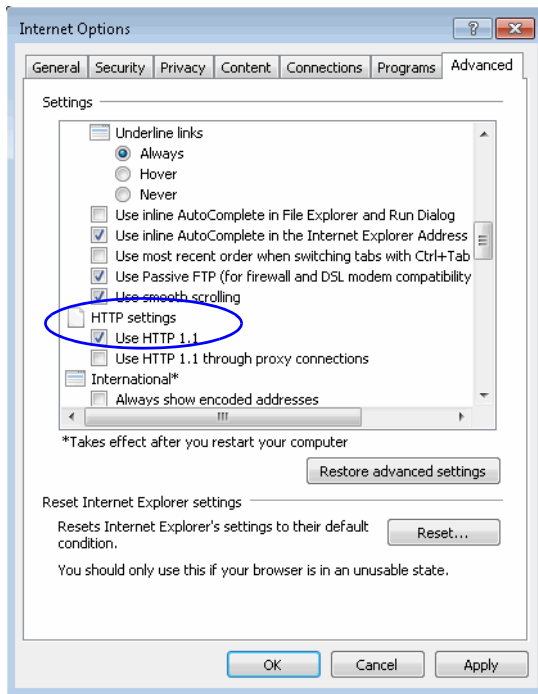 Internet Options
General Security Privacy Content Connections Programs Advanced
Settings
Underline links
Always
Hover
Never
Use inline AutoComplete in File Explorer and Run Dialog
Use inline AutoComplete in the Internet Explorer Address
Use most recent order when switching tabs with Ctrl+Tab
Use Passive FTP (for firewall and DSL modem compatibility
Use smooth scrolling
HTTP settings
Use HTTP 1.1
Use HTTP 1.1 through proxy connections
International*
Always show encoded addresses
*Takes effect after you restart your computer
Restore advanced settings
Reset Internet Explorer settings
Resets Internet Explorer's settings to their default
condition.
Reset...
You should only use this if your browser is in an unusable state.
OK Cancel Apply